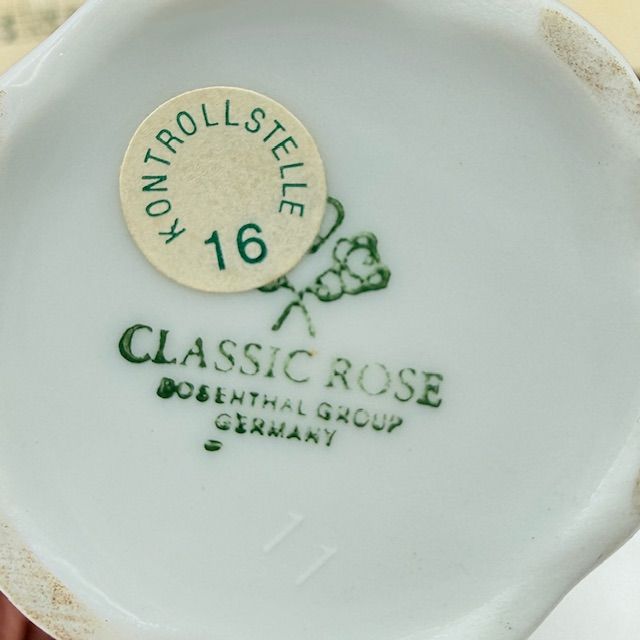 KONTROLLSTELLE
16
CLASSIC ROSE
ROSENTHAL GROUP
GERMANY